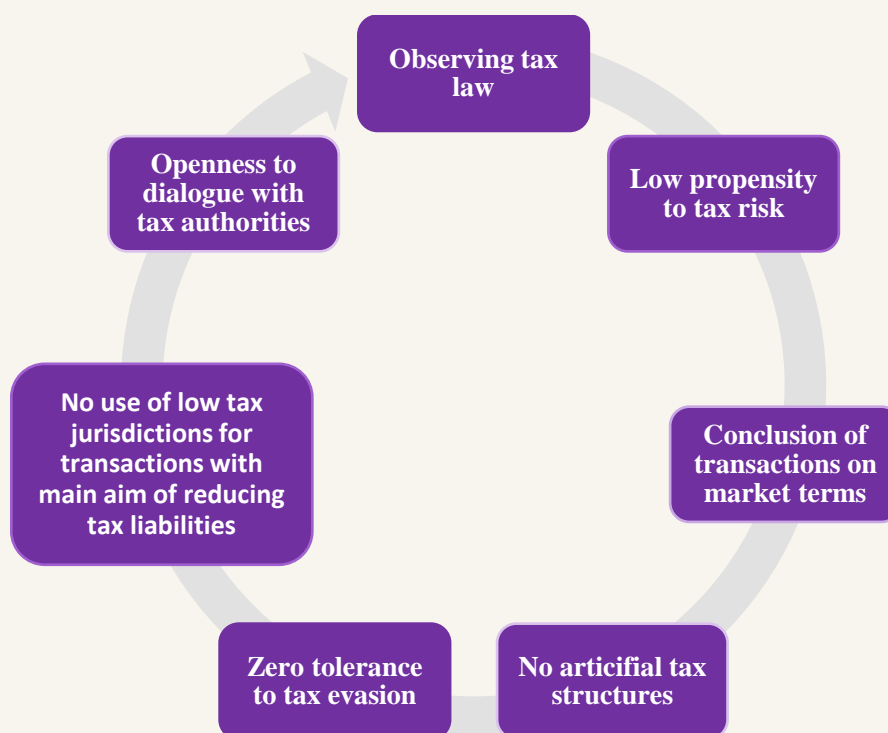 Observing tax
law
Low propensity
to tax risk
Conclusion of
transactions on
market terms
No articifial tax
structures
Zero tolerance
to tax evasion
No use of low tax
jurisdictions for
transactions with
main aim of reducing
tax liabilities
Openness to
dialogue with
tax authorities